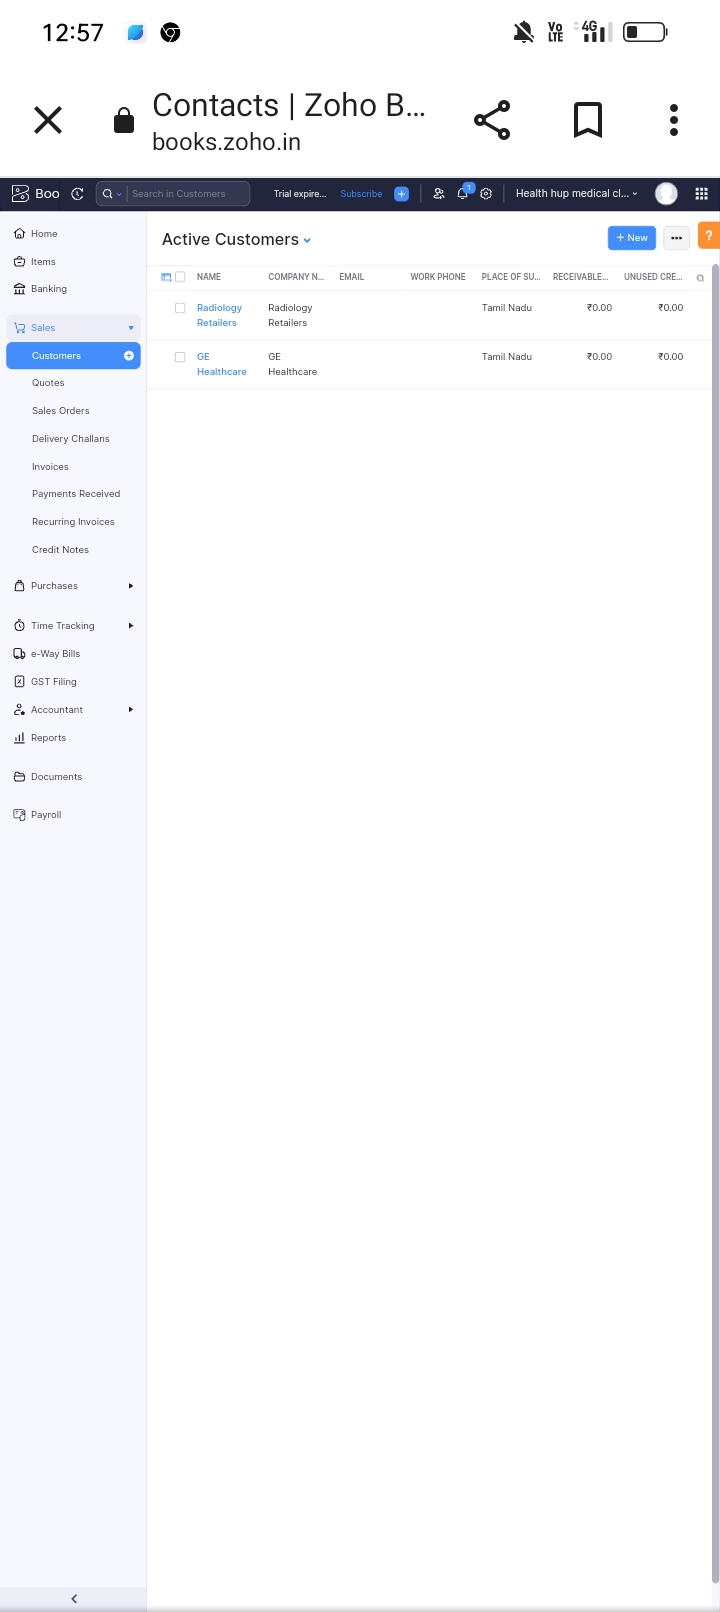 12:57
Vo
LTE
4G
Contacts | Zoho B...
books.zoho.in
Boo
Search in Customers
Trial expire...
Subscribe
1
Health hup medical cl...
Home
Items
Banking
Sales
Customers
Quotes
Sales Orders
Delivery Challans
Invoices
Payments Received
Recurring Invoices
Credit Notes
Purchases
Time Tracking
e-Way Bills
GST Filing
Accountant
Reports
Documents
Payroll
Active Customers
+ New
?
NAME COMPANY N... EMAIL WORK PHONE PLACE OF SU... RECEIVABLE... UNUSED CRE...
Radiology Radiology Tamil Nadu ₹0.00 ₹0.00
Retailers Retailers
GE GE Tamil Nadu ₹0.00 ₹0.00
Healthcare Healthcare